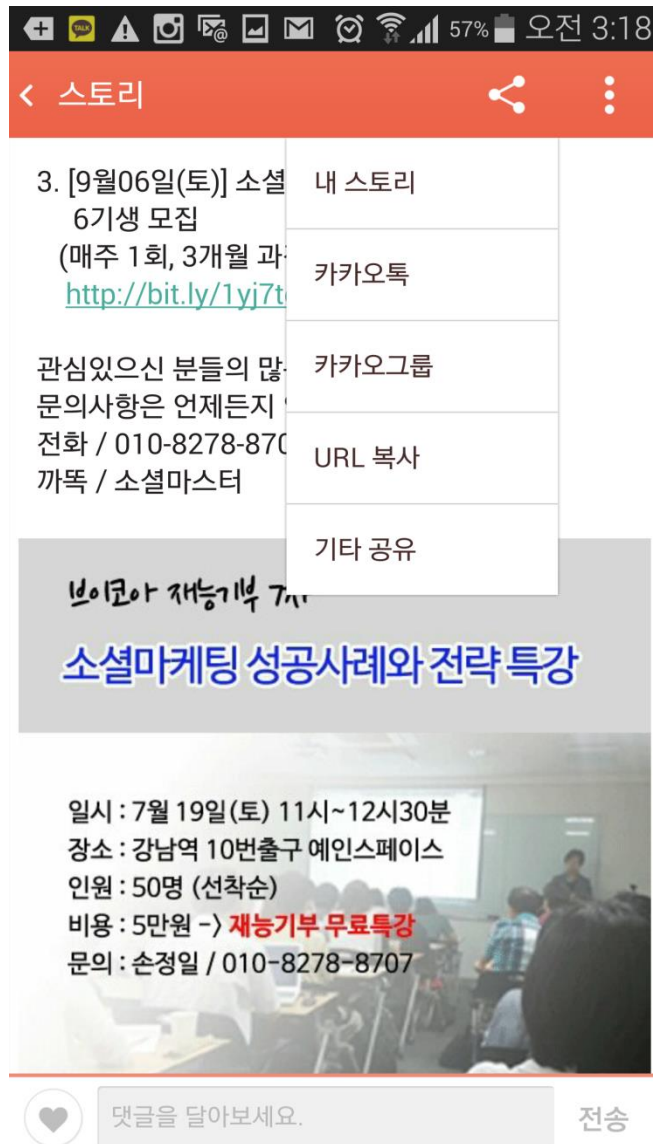 TALK
57%
오전 3:18
스토리
3. [9월06일(토)] 소셜
6기생 모집
(매주 1회, 3개월
http://bit.ly/1yj7t
관심있으신 분들의
문의사항은 언제든지
전화 / 010-8278-870
까똑 / 소셜마스터
내 스토리
카카오톡
카카오그룹
URL 복사
기타 공유
브이코아 재능기부
소셜마케팅 성공사례와 전략 특강
일시 : 7월 19일(토) 11시~12시30분
장소 : 강남역 10번출구 예인스페이스
인원 : 50명 (선착순)
비용 : 5만원 -> 재능기부 무료특강
문의 : 손정일 / 010-8278-8707
댓글을 달아보세요.
전송